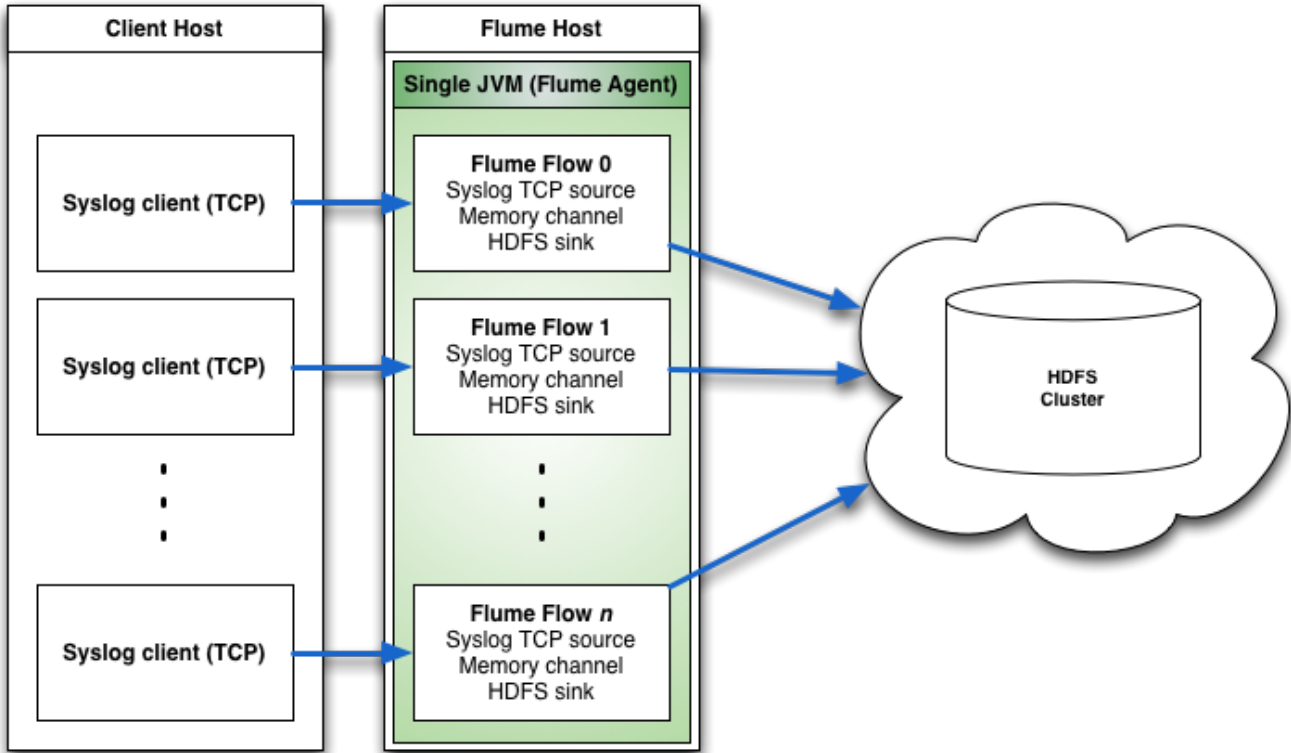 Client Host
Flume Host
Single JVM (Flume Agent)
Syslog client (TCP)
Flume Flow 0
Syslog TCP source
Memory channel
HDFS sink
Syslog client (TCP)
Flume Flow 1
Syslog TCP source
Memory channel
HDFS sink
HDFS
Cluster
Syslog client (TCP)
Flume Flow n
Syslog TCP source
Memory channel
HDFS sink